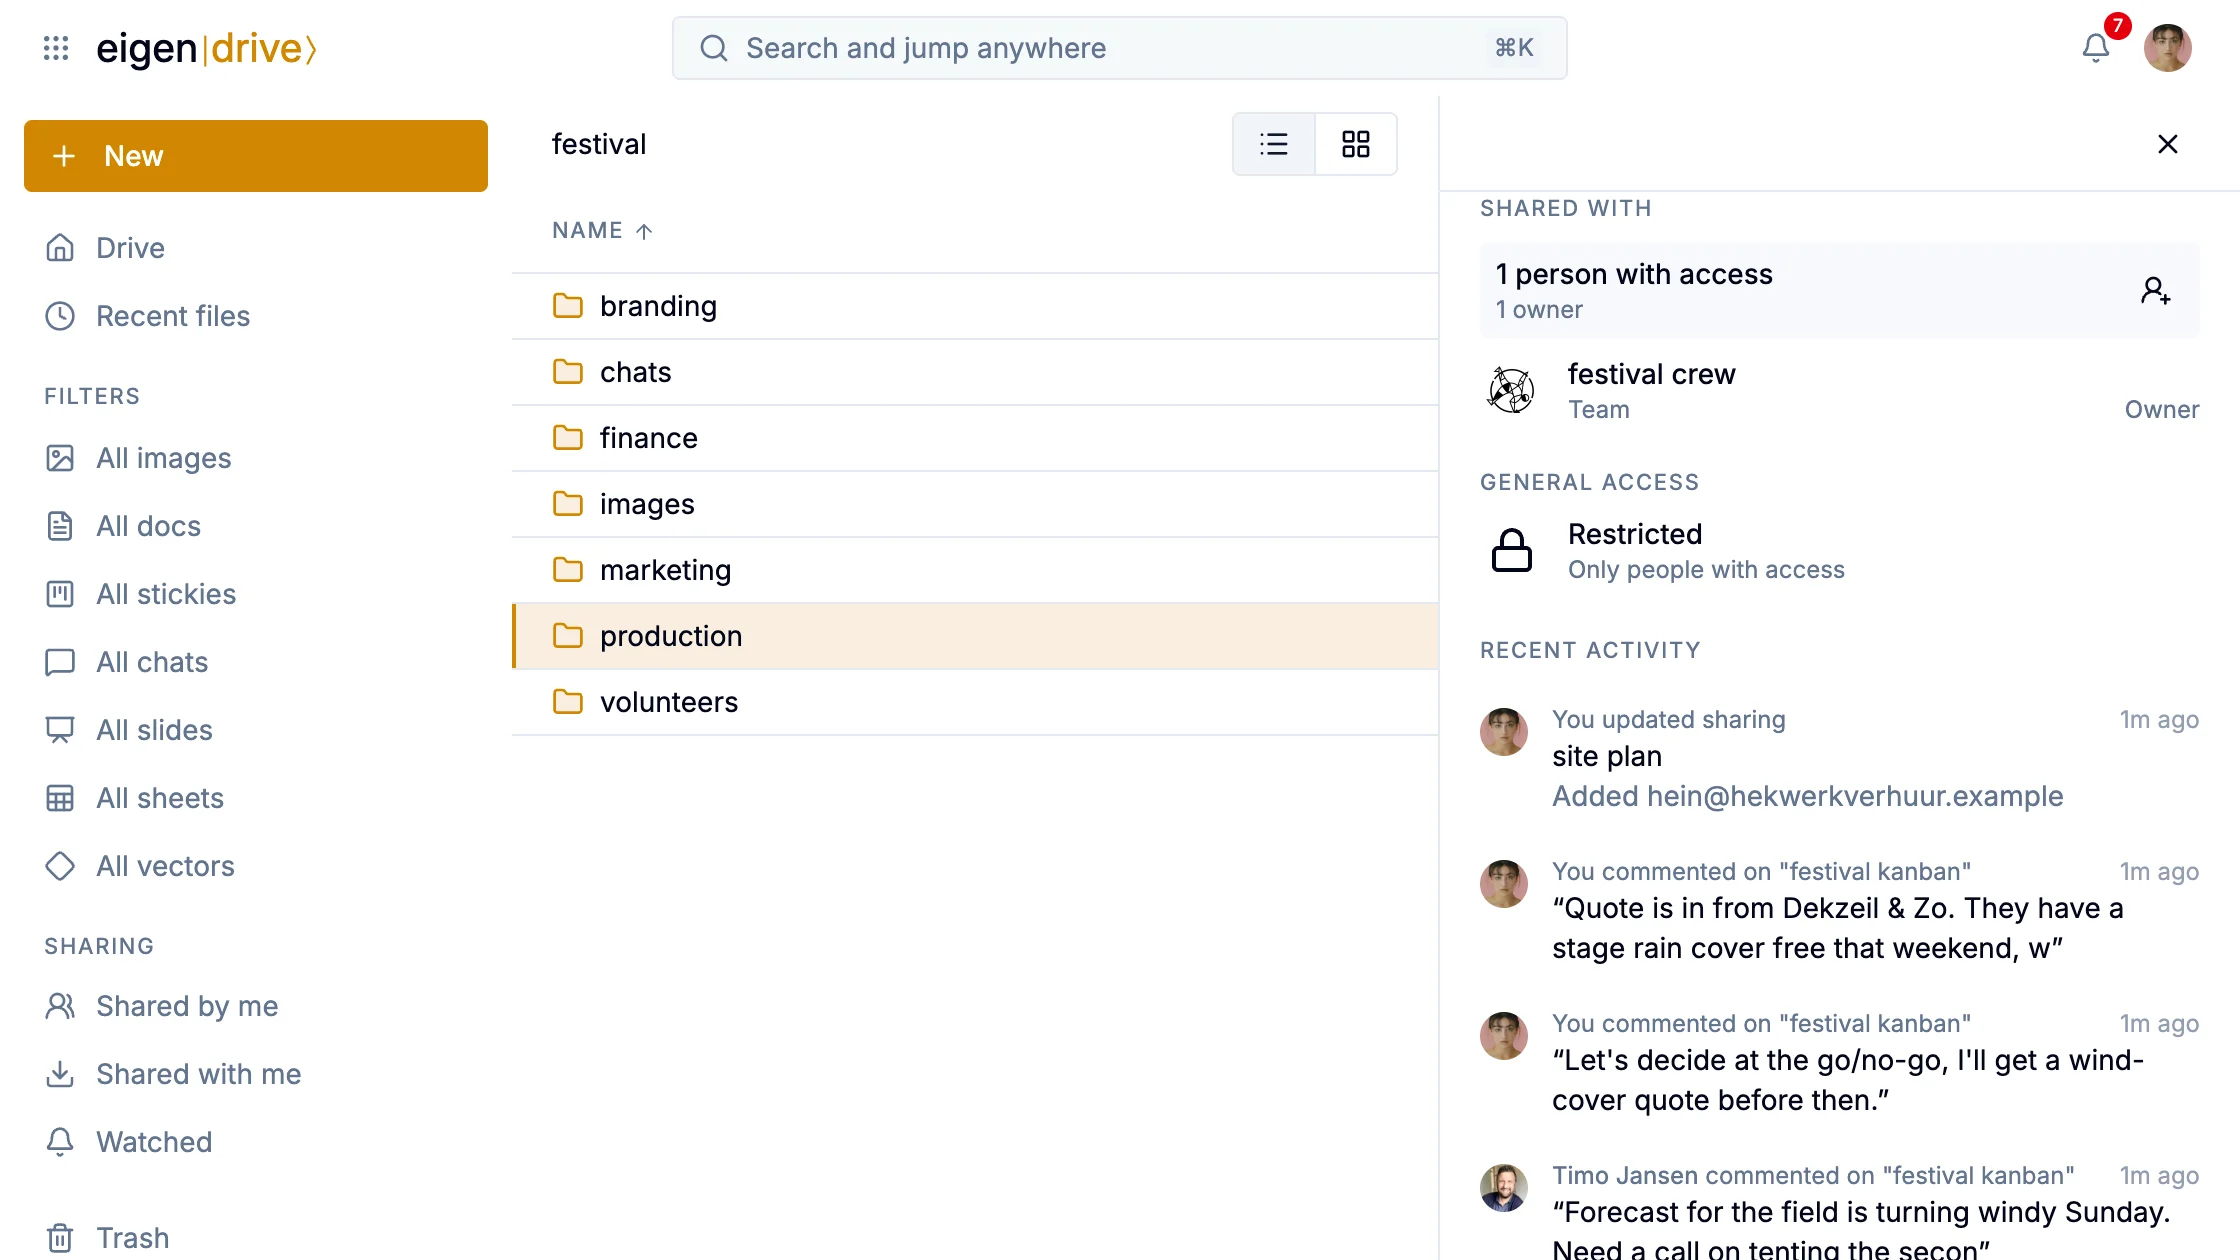 eigen|drive⟩
Search and jump anywhere
⌘K
7
New
Drive
Recent files
FILTERS
All images
All docs
All stickies
All chats
All slides
All sheets
All vectors
SHARING
Shared by me
Shared with me
Watched
Trash
festival
NAME ↑
branding
chats
finance
images
marketing
production
volunteers
SHARED WITH
1 person with access
1 owner
festival crew
Team
Owner
GENERAL ACCESS
Restricted
Only people with access
RECENT ACTIVITY
You updated sharing
1m ago
site plan
Added hein@hekwerkverhuur.example
You commented on "festival kanban"
1m ago
“Quote is in from Dekzeil & Zo. They have a
stage rain cover free that weekend, w”
You commented on "festival kanban"
1m ago
“Let's decide at the go/no-go, I'll get a wind-
cover quote before then.”
Timo Jansen commented on "festival kanban"
1m ago
“Forecast for the field is turning windy Sunday.
Need a call on tenting the secon”